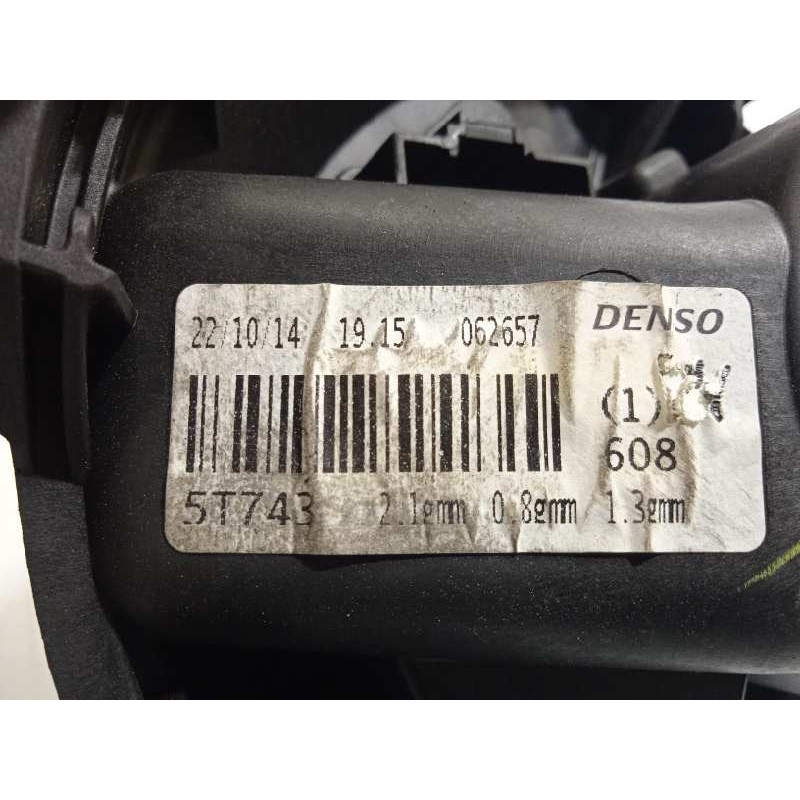 22/10/14 19.15 062657 DENSO
(1)
608
5T743 2.1gmm 0.8gmm 1.3gmm